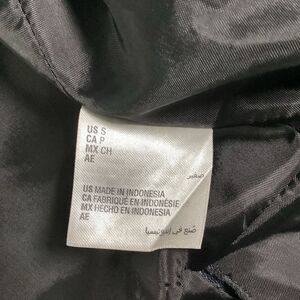 US S
CA P
MX CH
AE
صغير
US MADE IN INDONESIA
CA FABRIQUÉ EN INDONÉSIE
MX HECHO EN INDONESIA
AE
صنع في إندونيسيا